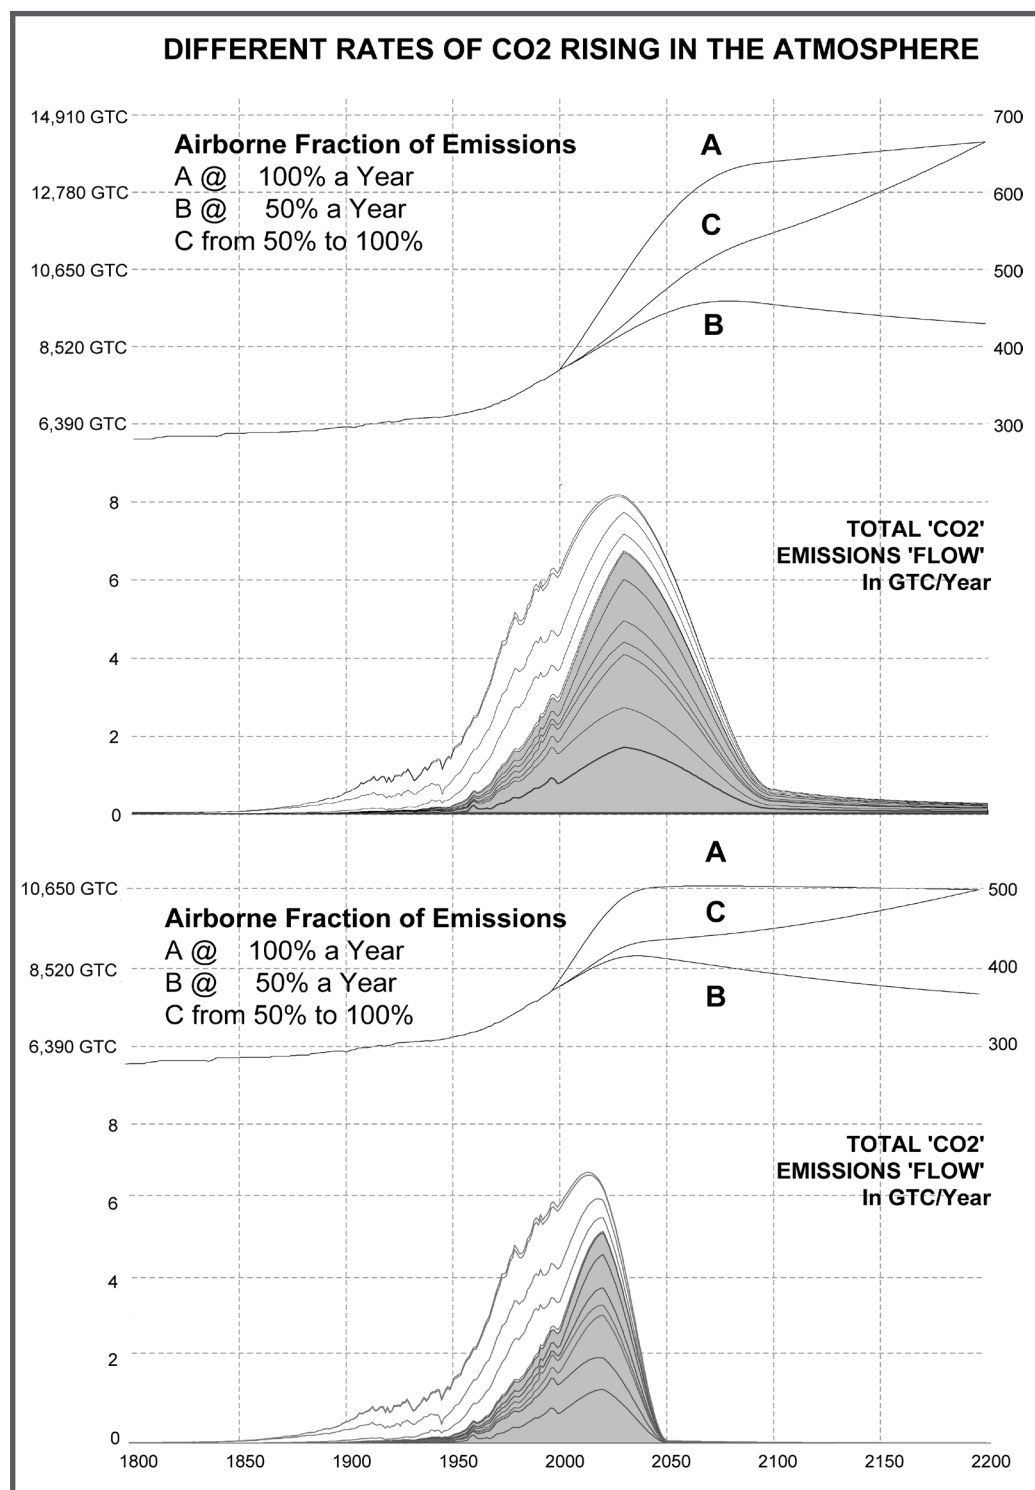 DIFFERENT RATES OF CO2 RISING IN THE ATMOSPHERE
14,910 GTC
700
Airborne Fraction of Emissions
A
A @ 100% a Year
12,780 GTC
600
B @ 50% a Year
C
C from 50% to 100%
10,650 GTC
500
B
8,520 GTC
400
6,390 GTC
300
8
TOTAL 'CO2'
EMISSIONS 'FLOW'
In GTC/Year
6
4
2
0
A
10,650 GTC
500
C
Airborne Fraction of Emissions
A @ 100% a Year
8,520 GTC
400
B @ 50% a Year
B
C from 50% to 100%
6,390 GTC
300
8
TOTAL 'CO2'
EMISSIONS 'FLOW'
In GTC/Year
6
4
2
0
1800 1850 1900 1950 2000 2050 2100 2150 2200